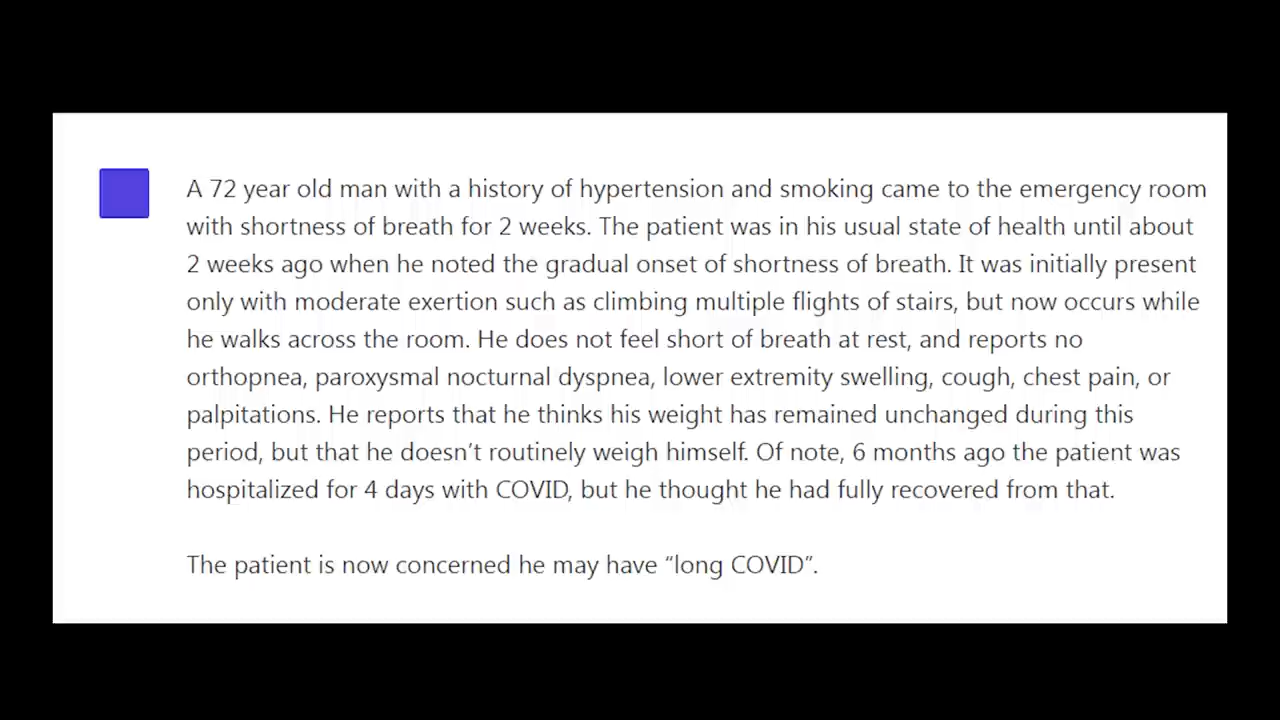 A 72 year old man with a history of hypertension and smoking came to the emergency room
with shortness of breath for 2 weeks. The patient was in his usual state of health until about
2 weeks ago when he noted the gradual onset of shortness of breath. It was initially present
only with moderate exertion such as climbing multiple flights of stairs, but now occurs while
he walks across the room. He does not feel short of breath at rest, and reports no
orthopnea, paroxysmal nocturnal dyspnea, lower extremity swelling, cough, chest pain, or
palpitations. He reports that he thinks his weight has remained unchanged during this
period, but that he doesn’t routinely weigh himself. Of note, 6 months ago the patient was
hospitalized for 4 days with COVID, but he thought he had fully recovered from that.
The patient is now concerned he may have “long COVID”.